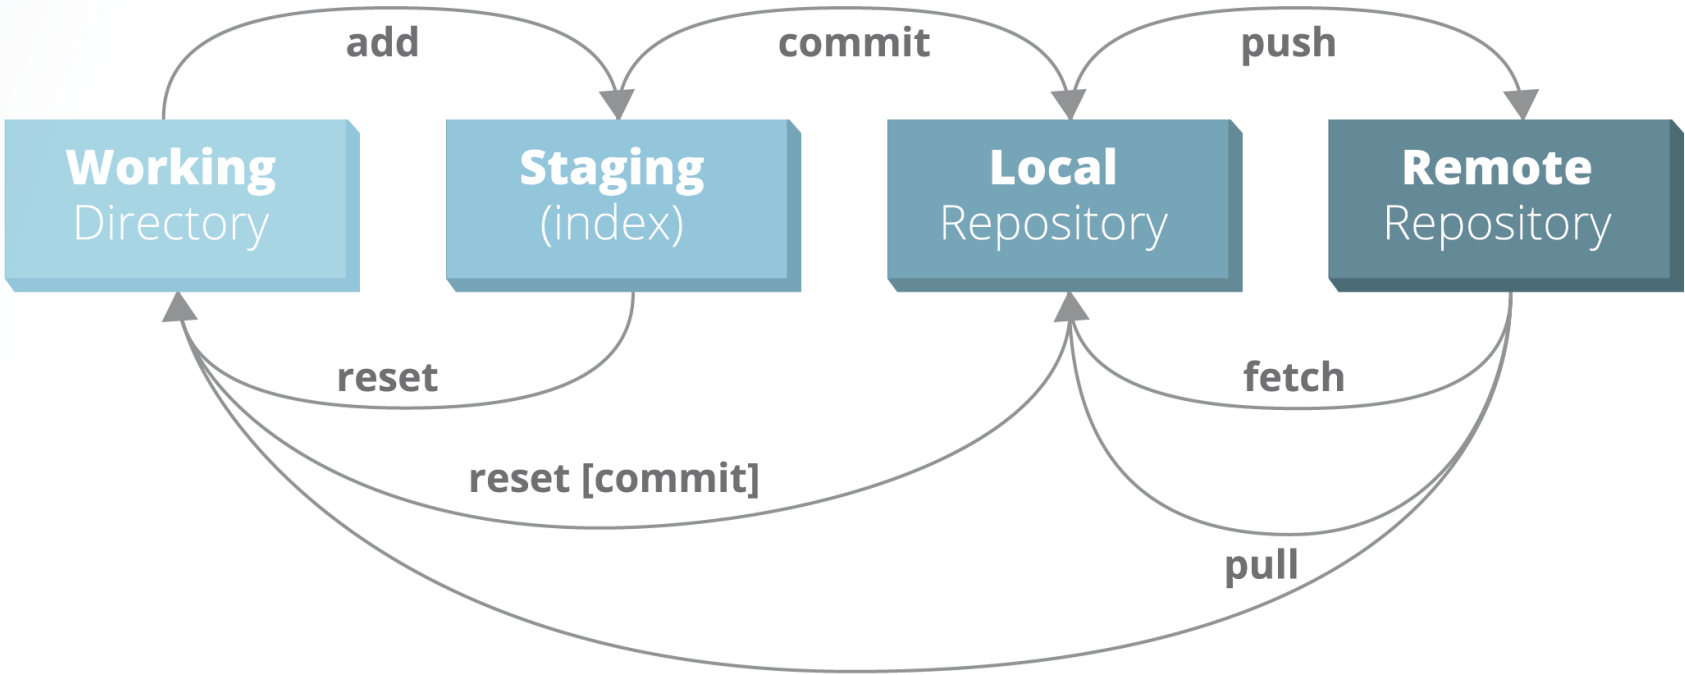 add
commit
push
Working
Directory
Staging
(index)
Local
Repository
Remote
Repository
reset
fetch
reset [commit]
pull